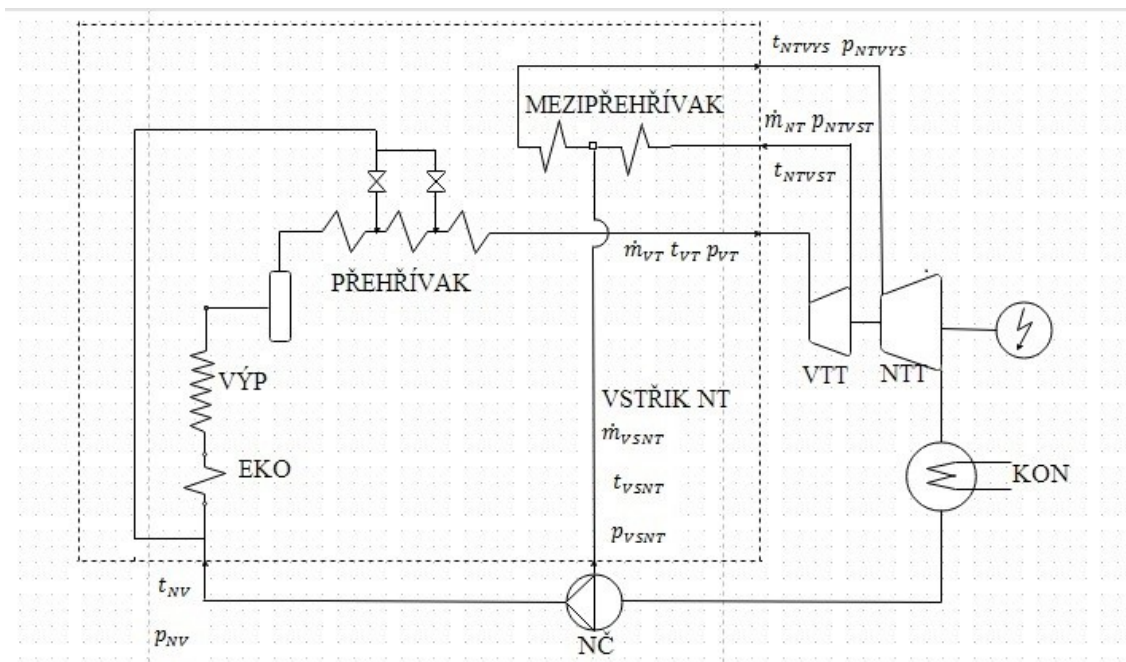 t_NTVYS p_NTVYS
MEZIPŘEHŘÍVAK
ṁ_NT p_NTVST
t_NTVST
ṁ_VT t_VT p_VT
PŘEHŘÍVAK
VÝP
VTT
NTT
VSTŘIK NT
ṁ_VSNT
EKO
KON
t_VSNT
p_VSNT
t_NV
NČ
p_NV